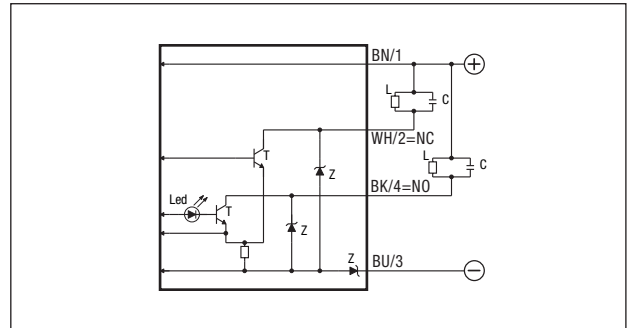 BN/1
+
L
C
WH/2=NC
T
Z
L
C
BK/4=NO
Led
T
Z
Z
BU/3
−